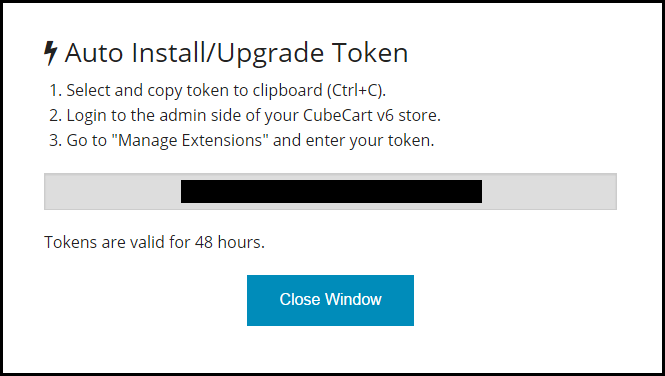 Auto Install/Upgrade Token
1. Select and copy token to clipboard (Ctrl+C).
2. Login to the admin side of your CubeCart v6 store.
3. Go to "Manage Extensions" and enter your token.
Tokens are valid for 48 hours.
Close Window